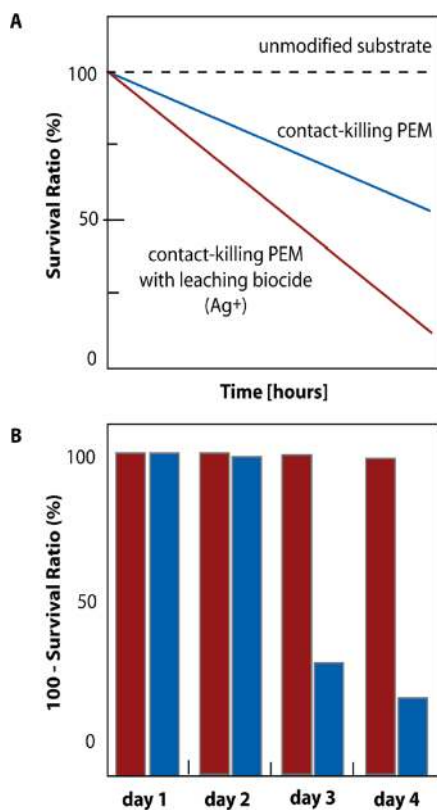 A
unmodified substrate
100
contact-killing PEM
50
contact-killing PEM
with leaching biocide
(Ag+)
0
Survival Ratio (%)
Time [hours]
B
100
50
0
100 - Survival Ratio (%)
day 1 day 2 day 3 day 4